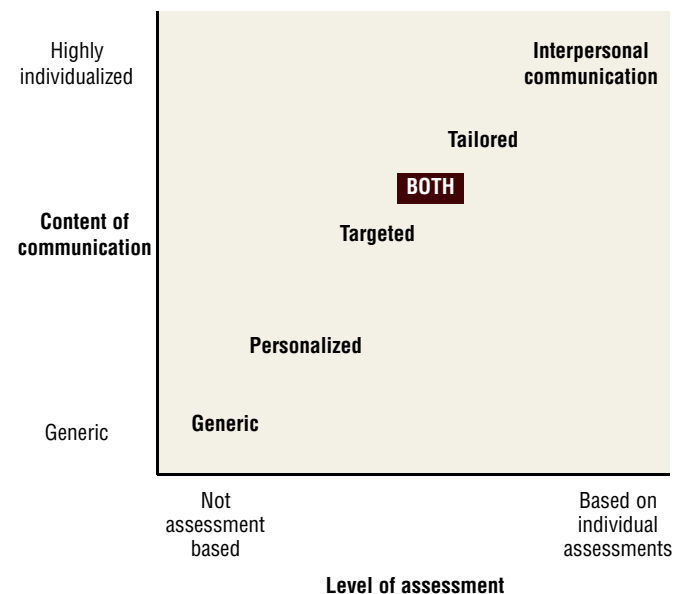 Highly
individualized
Interpersonal
communication
Tailored
BOTH
Content of
communication
Targeted
Personalized
Generic
Generic
Not
assessment
based
Based on
individual
assessments
Level of assessment